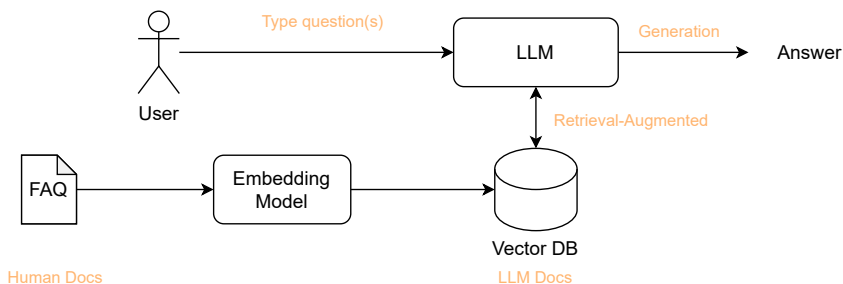 Type question(s)
LLM
Generation
Answer
User
Retrieval-Augmented
FAQ
Embedding
Model
Vector DB
Human Docs
LLM Docs